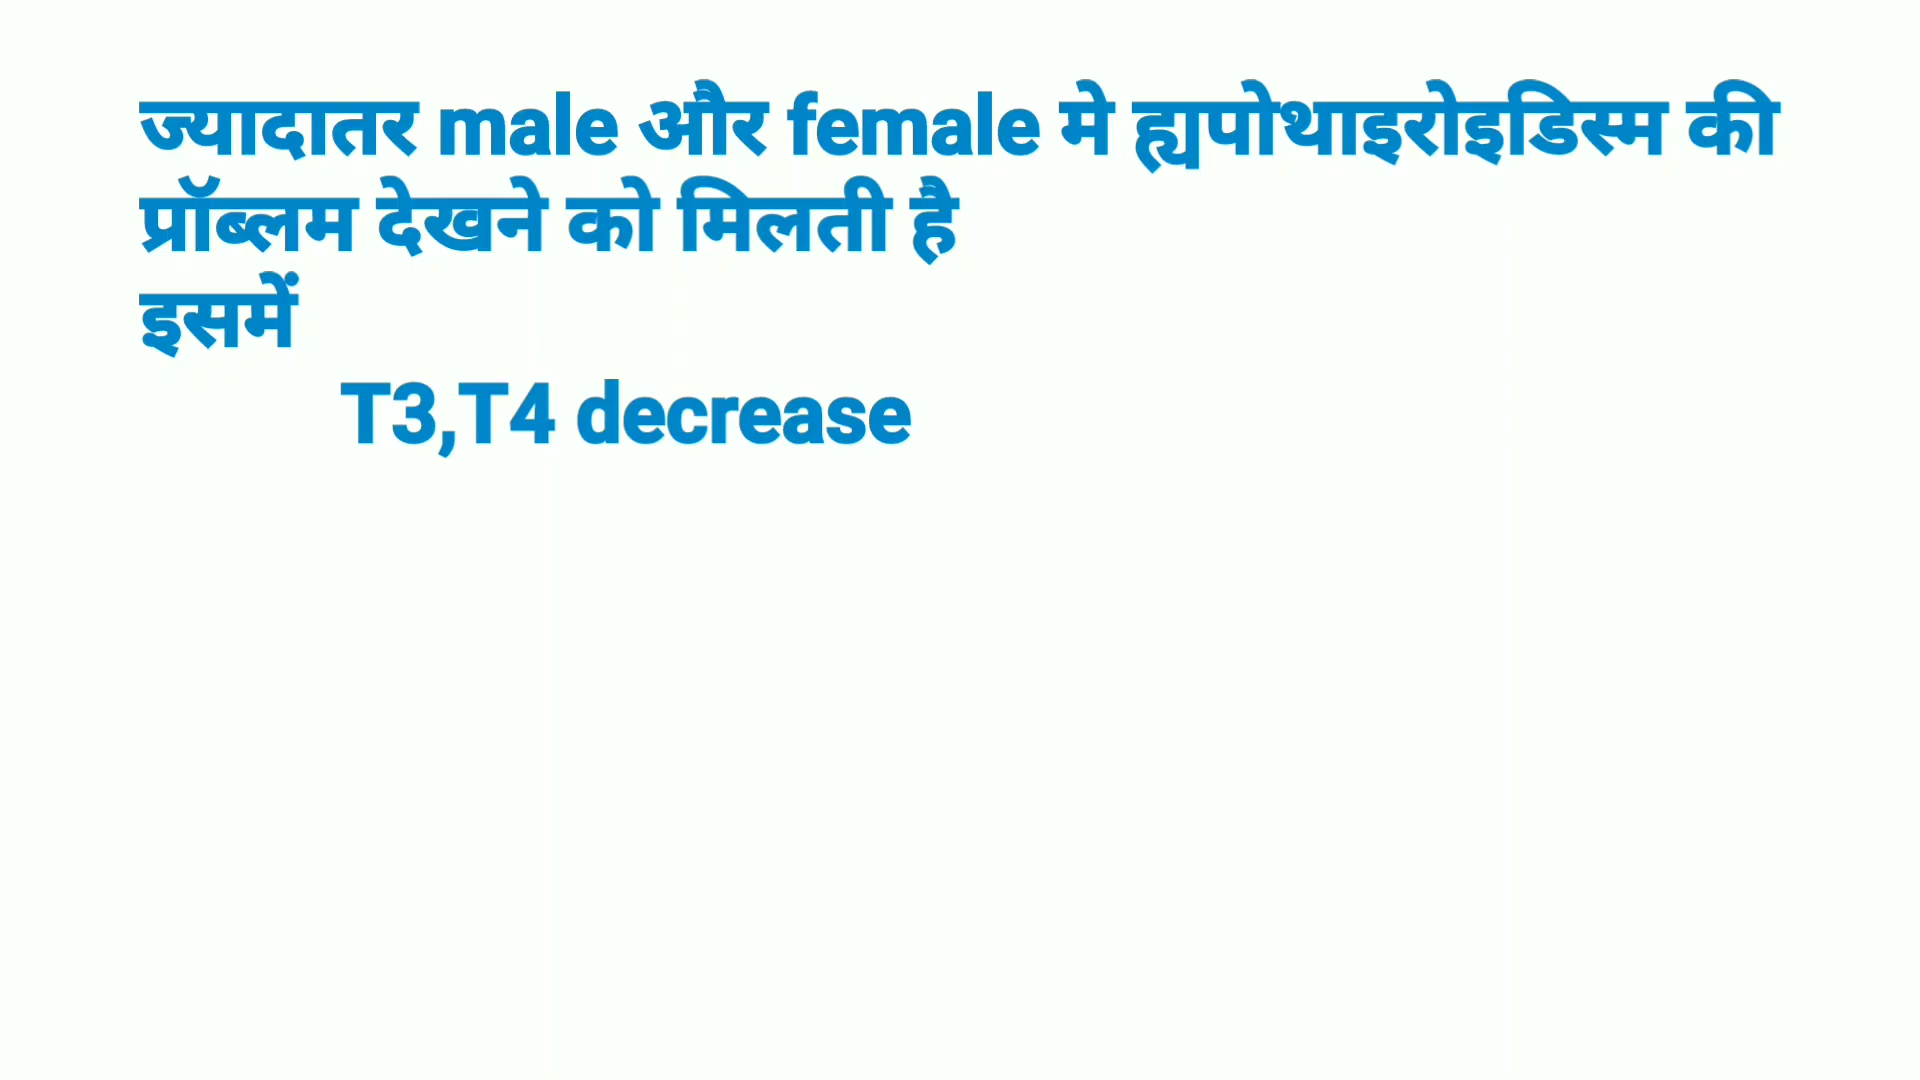 ज्यादातर male और female मे ह्यपोथाइरोइडिस्म की
प्रॉब्लम देखने को मिलती है
इसमें
T3,T4 decrease